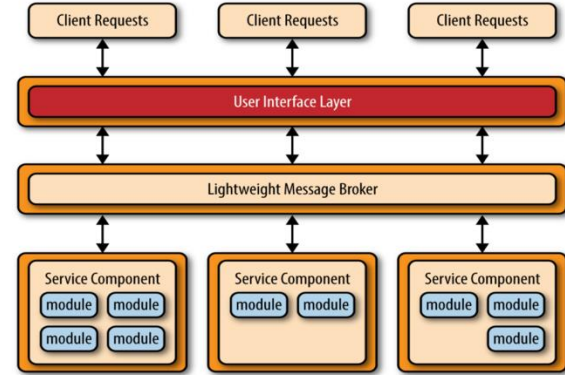 Client Requests
Client Requests
Client Requests
User Interface Layer
Lightweight Message Broker
Service Component
module module
module module
Service Component
module module
Service Component
module module
module